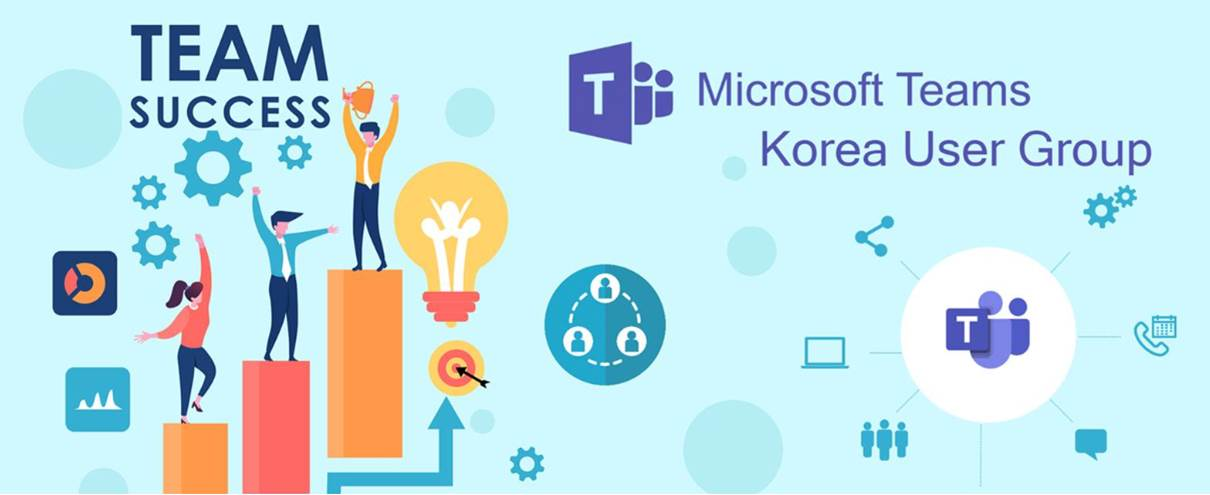 TEAM
SUCCESS
T
Microsoft Teams
Korea User Group
T